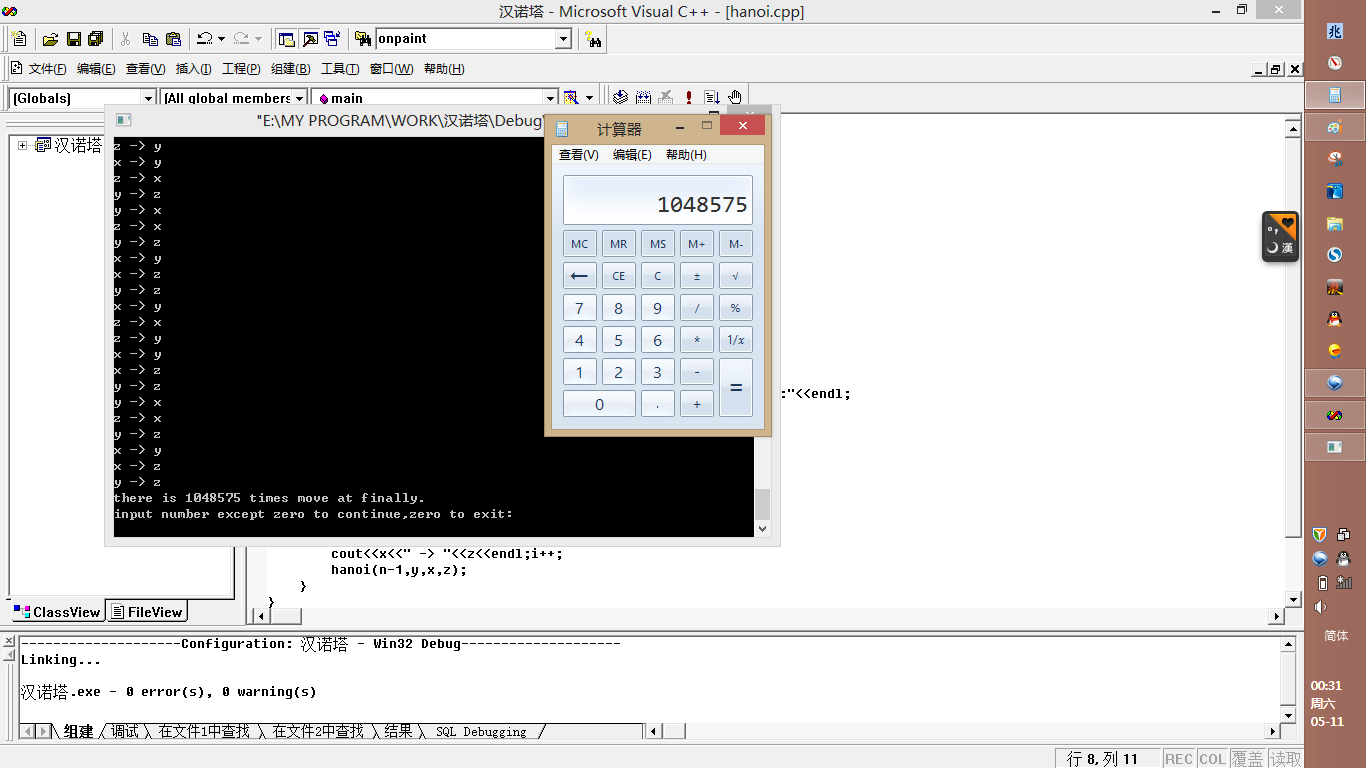 汉诺塔 - Microsoft Visual C++ - [hanoi.cpp]
onpaint
文件(F) 编辑(E) 查看(V) 插入(I) 工程(P) 组建(B) 工具(T) 窗口(W) 帮助(H)
(Globals) (All global members main
"E:\MY PROGRAM\WORK\汉诺塔\Debug\
汉诺塔
z -> y
x -> y
z -> x
y -> z
y -> x
z -> x
y -> z
x -> y
x -> z
y -> z
x -> y
z -> x
z -> y
x -> y
x -> z
y -> z
y -> x
z -> x
y -> z
x -> y
x -> z
y -> z
there is 1048575 times move at finally.
input number except zero to continue,zero to exit:
计算器
查看(V) 编辑(E) 帮助(H)
1048575
MC MR MS M+ M-
← CE C ± √
7 8 9 / %
4 5 6 * 1/x
1 2 3 - =
0 . +
:"<<endl;
cout<<x<<" -> "<<z<<endl;i++;
hanoi(n-1,y,x,z);
}
}
ClassView FileView
--------------------Configuration: 汉诺塔 - Win32 Debug--------------------
Linking...
汉诺塔.exe - 0 error(s), 0 warning(s)
组建 调试 在文件1中查找 在文件2中查找 结果 SQL Debugging
行 8, 列 11 REC COL 覆盖 读取
兆
漢
简体
00:31
周六
05-11